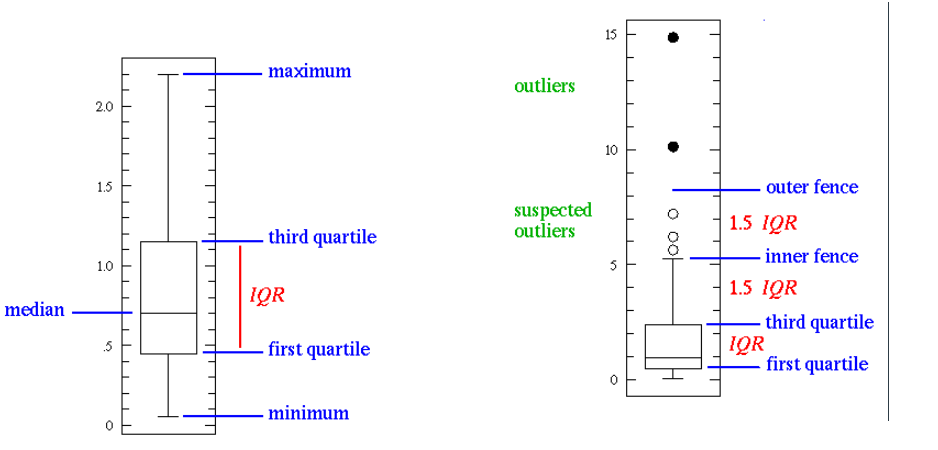 maximum
2.0
1.5
third quartile
1.0
IQR
median
.5
first quartile
minimum
0
15
outliers
10
outer fence
suspected
outliers
1.5 IQR
inner fence
5
1.5 IQR
third quartile
IQR
first quartile
0